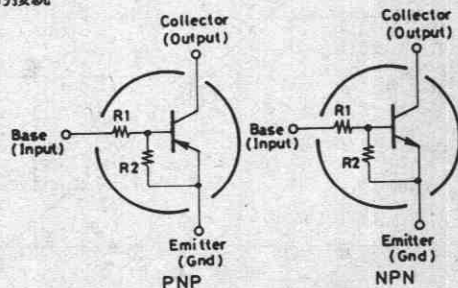 Collector
(Output)
R1
Base
(Input)
R2
Emitter
(Gnd)
PNP
Collector
(Output)
R1
Base
(Input)
R2
Emitter
(Gnd)
NPN